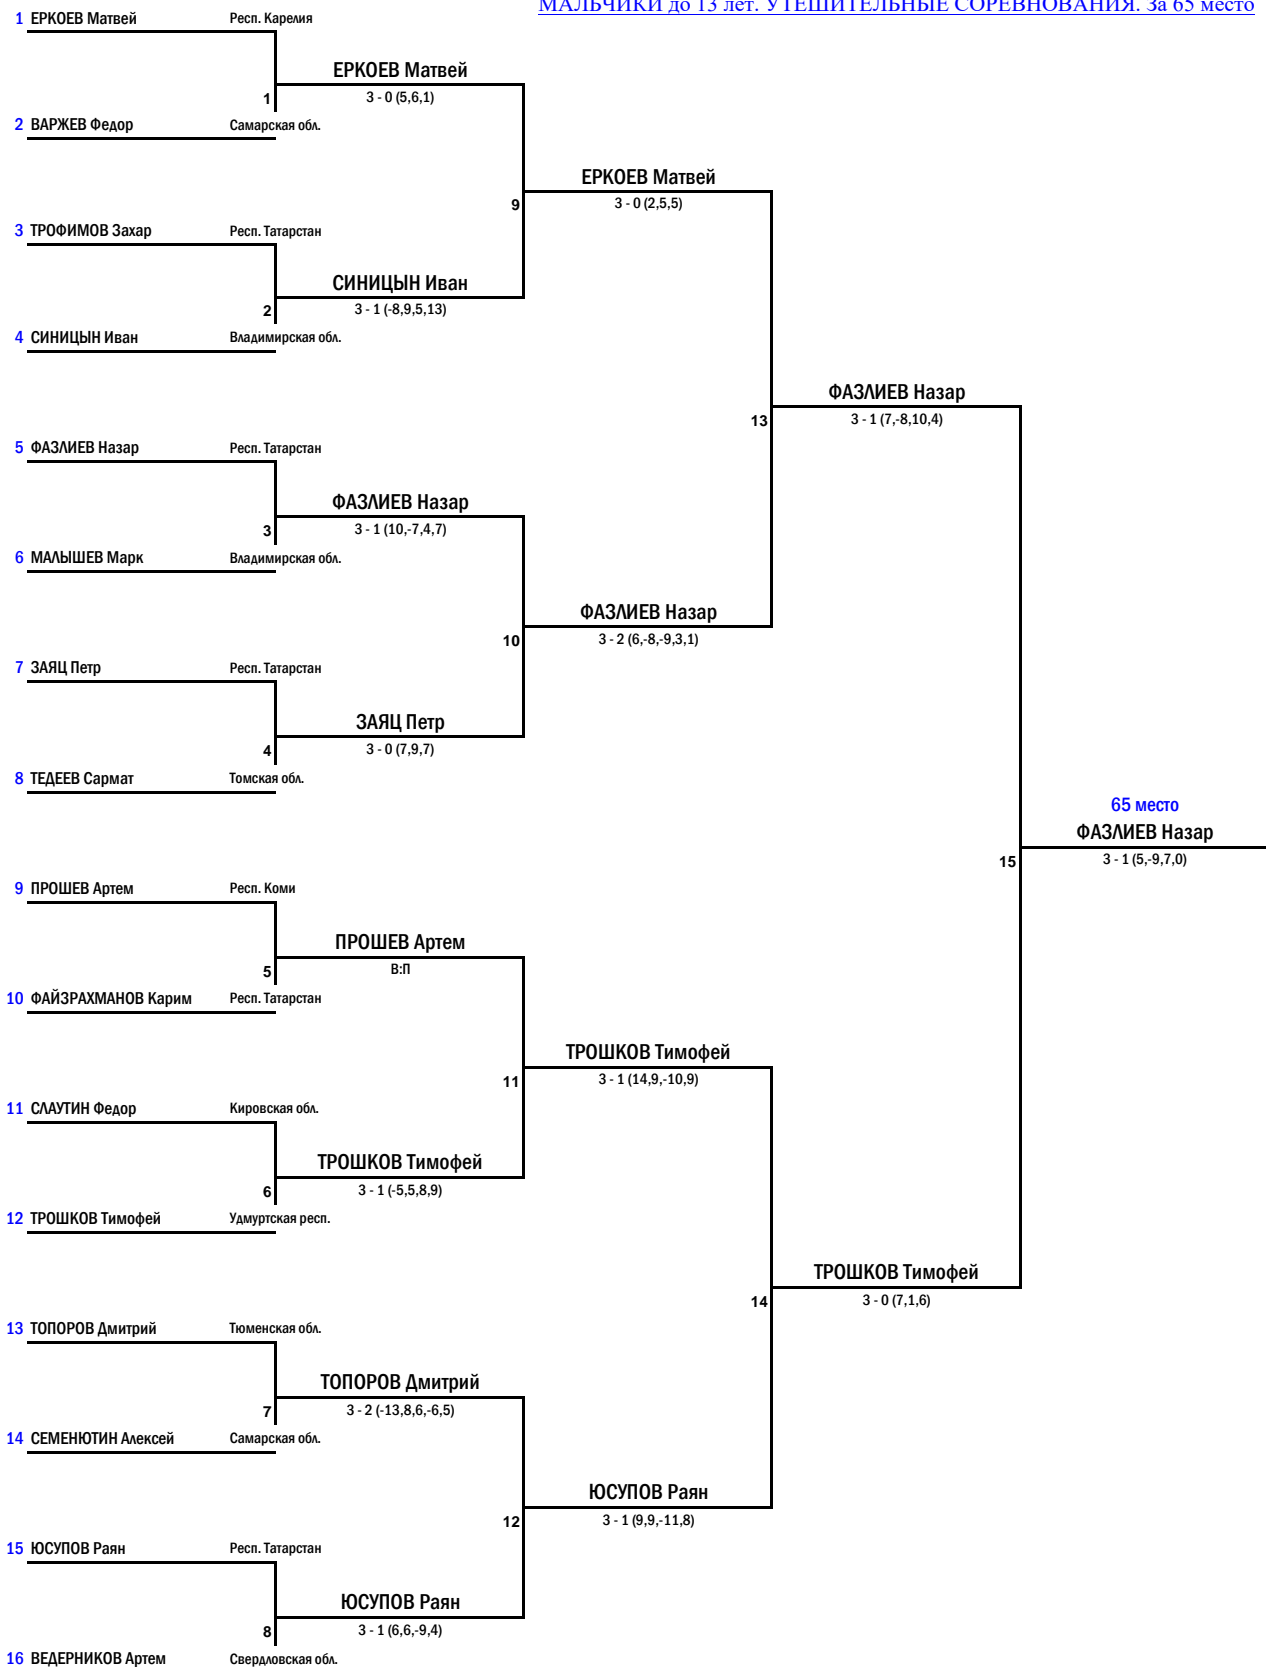 МАЛЬЧИКИ до 13 лет. УТЕШИТЕЛЬНЫЕ СОРЕВНОВАНИЯ. За 65 место
1 ЕРКОЕВ Матвей Респ. Карелия
ЕРКОЕВ Матвей
1 3 - 0 (5,6,1)
2 ВАРЖЕВ Федор Самарская обл.
ЕРКОЕВ Матвей
9 3 - 0 (2,5,5)
3 ТРОФИМОВ Захар Респ. Татарстан
СИНИЦЫН Иван
2 3 - 1 (-8,9,5,13)
4 СИНИЦЫН Иван Владимирская обл.
ФАЗЛИЕВ Назар
13 3 - 1 (7,-8,10,4)
5 ФАЗЛИЕВ Назар Респ. Татарстан
ФАЗЛИЕВ Назар
3 3 - 1 (10,-7,4,7)
6 МАЛЫШЕВ Марк Владимирская обл.
ФАЗЛИЕВ Назар
10 3 - 2 (6,-8,-9,3,1)
7 ЗАЯЦ Петр Респ. Татарстан
ЗАЯЦ Петр
4 3 - 0 (7,9,7)
8 ТЕДЕЕВ Сармат Томская обл.
65 место
ФАЗЛИЕВ Назар
15 3 - 1 (5,-9,7,0)
9 ПРОШЕВ Артем Респ. Коми
ПРОШЕВ Артем
5 В:П
10 ФАЙЗРАХМАНОВ Карим Респ. Татарстан
ТРОШКОВ Тимофей
11 3 - 1 (14,9,-10,9)
11 СЛАУТИН Федор Кировская обл.
ТРОШКОВ Тимофей
6 3 - 1 (-5,5,8,9)
12 ТРОШКОВ Тимофей Удмуртская респ.
ТРОШКОВ Тимофей
14 3 - 0 (7,1,6)
13 ТОПОРОВ Дмитрий Тюменская обл.
ТОПОРОВ Дмитрий
7 3 - 2 (-13,8,6,-6,5)
14 СЕМЕНЮТИН Алексей Самарская обл.
ЮСУПОВ Раян
12 3 - 1 (9,9,-11,8)
15 ЮСУПОВ Раян Респ. Татарстан
ЮСУПОВ Раян
8 3 - 1 (6,6,-9,4)
16 ВЕДЕРНИКОВ Артем Свердловская обл.